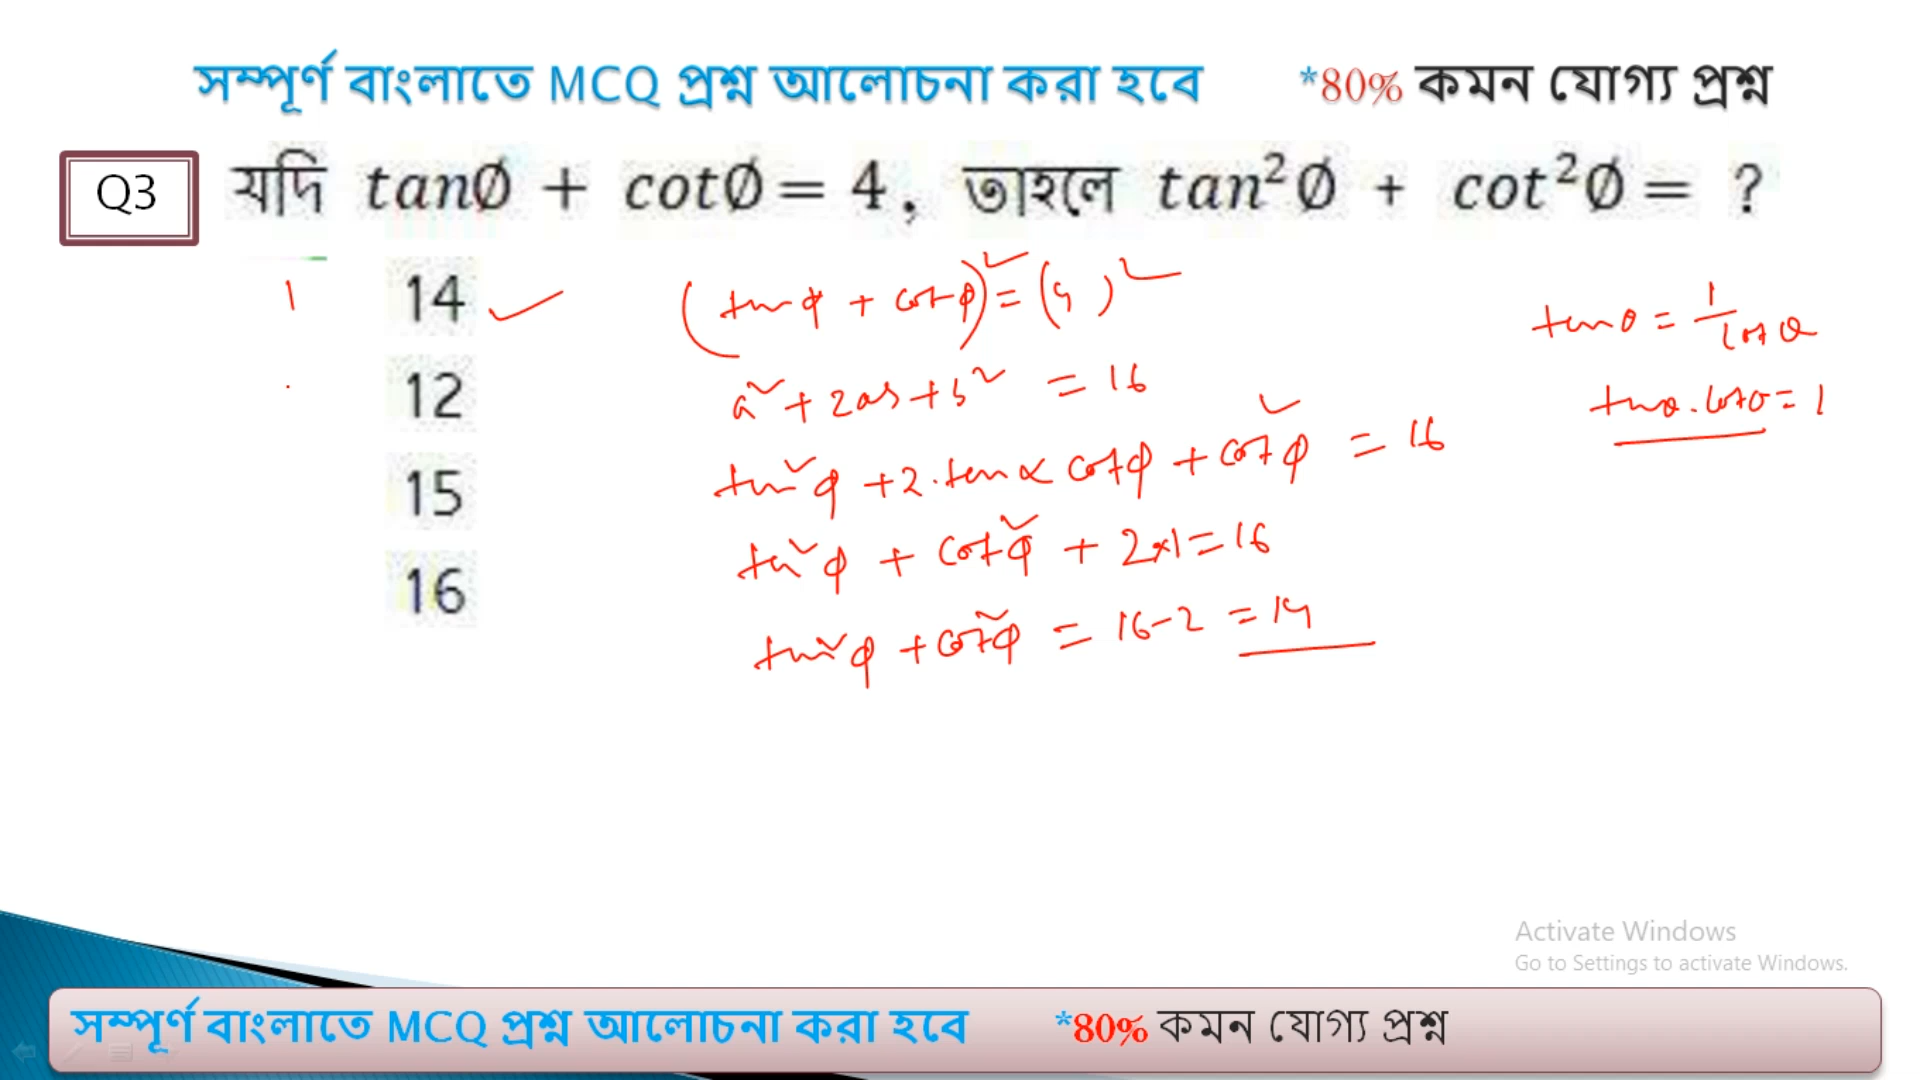 সম্পূর্ণ বাংলাতে MCQ প্রশ্ন আলোচনা করা হবে *80% কমন যোগ্য প্রশ্ন
Q3 যদি tanØ + cotØ = 4, তাহলে tan²Ø + cot²Ø = ?
1 14 ✓
12
15
16
(tanφ + cotφ)² = (4)²
a² + 2ab + b² = 16
tan²φ + 2.tanα cotφ + cot²φ = 16
tan²φ + cot²φ + 2×1 = 16
tan²φ + cot²φ = 16-2 = 14
tanθ = 1/cotθ
tanθ.cotθ = 1
Activate Windows
Go to Settings to activate Windows.
সম্পূর্ণ বাংলাতে MCQ প্রশ্ন আলোচনা করা হবে *80% কমন যোগ্য প্রশ্ন